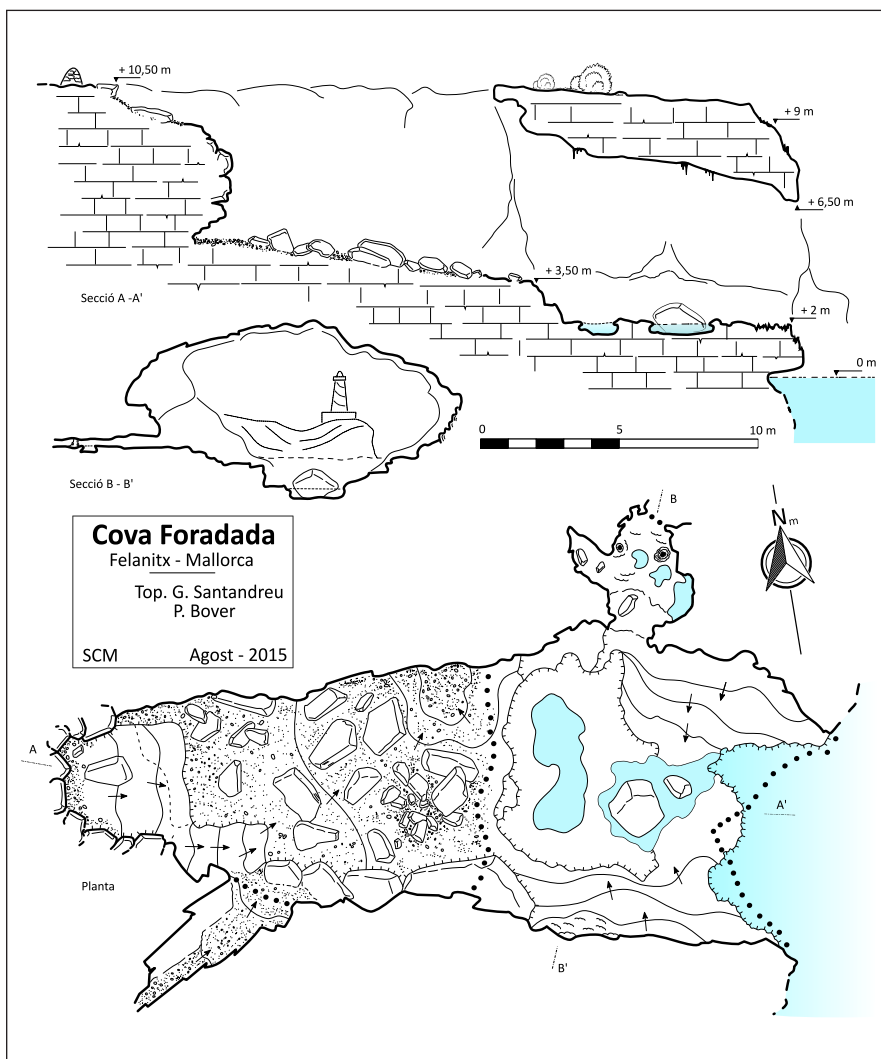 + 10,50 m
+ 9 m
+ 6,50 m
+ 3,50 m
Secció A -A'
+ 2 m
0 m
0 5 10 m
Secció B - B'
B
N m
Cova Foradada
Felanitx - Mallorca
Top. G. Santandreu
P. Bover
SCM Agost - 2015
A
A'
Planta
B'